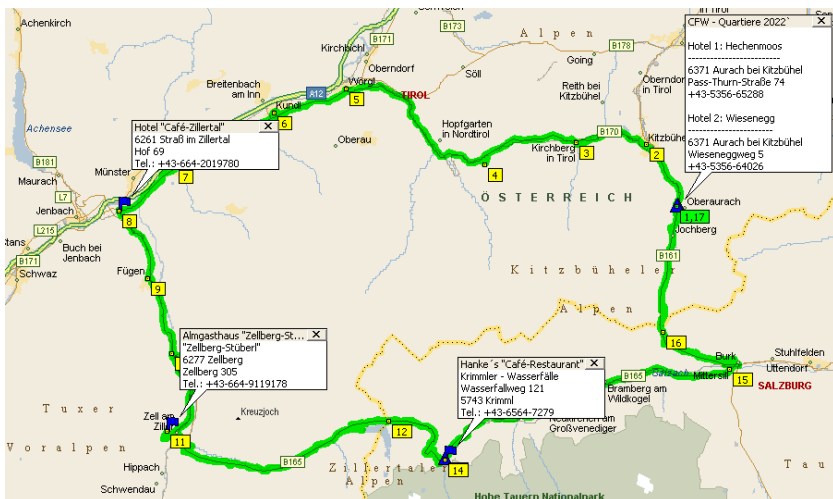 Achenkirch
Schwoich
B173
in Tirol
B171
Alpen
Kirchbichl
Going
B178
Oberndorf
Söll
Wörgl
Breitenbach
am Inn
A12
Kundl
5
6
TIROL
Reith bei
Kitzbühel
Oberndorf
in Tirol
Achensee
Hopfgarten
in Nordtirol
Oberau
B170
Kitzbühel
Kirchberg
in Tirol
2
3
4
CFW - Quartiere 2022`
Hotel 1: Hechenmoos
------------------------
6371 Aurach bei Kitzbühel
Pass-Thurn-Straße 74
+43-5356-65288
Hotel 2: Wiesenegg
----------------------
6371 Aurach bei Kitzbühel
Wieseneggweg 5
+43-5356-64026
Hotel "Café-Zillertal"
6261 Straß im Zillertal
Hof 69
Tel.: +43-664-2019780
B181
Maurach
Münster
7
L7
Jenbach
8
L215
Stans
Buch bei
Jenbach
B171
Schwaz
ÖSTERREICH
Oberaurach
1,17
Jochberg
B161
Kitzbüheler
Alpen
Fügen
9
16
Almgasthaus "Zellberg-St...
"Zellberg-Stüberl"
6277 Zellberg
Zellberg 305
Tel.: +43-664-9119178
Hanke´s "Café-Restaurant"
Krimmler - Wasserfälle
Wasserfallweg 121
5743 Krimml
Tel.: +43-6564-7279
Burk
Stuhlfelden
Uttendorf
Mittersill
15
SALZBURG
B165
Salzach
Bramberg am
Wildkogel
Neukirchen am
Großvenediger
Tuxer
Voralpen
Zell am
Ziller
Kreuzjoch
11
12
B165
14
Hippach
Schwendau
Zillertaler
Alpen
Hohe Tauern Nationalpark
Tau